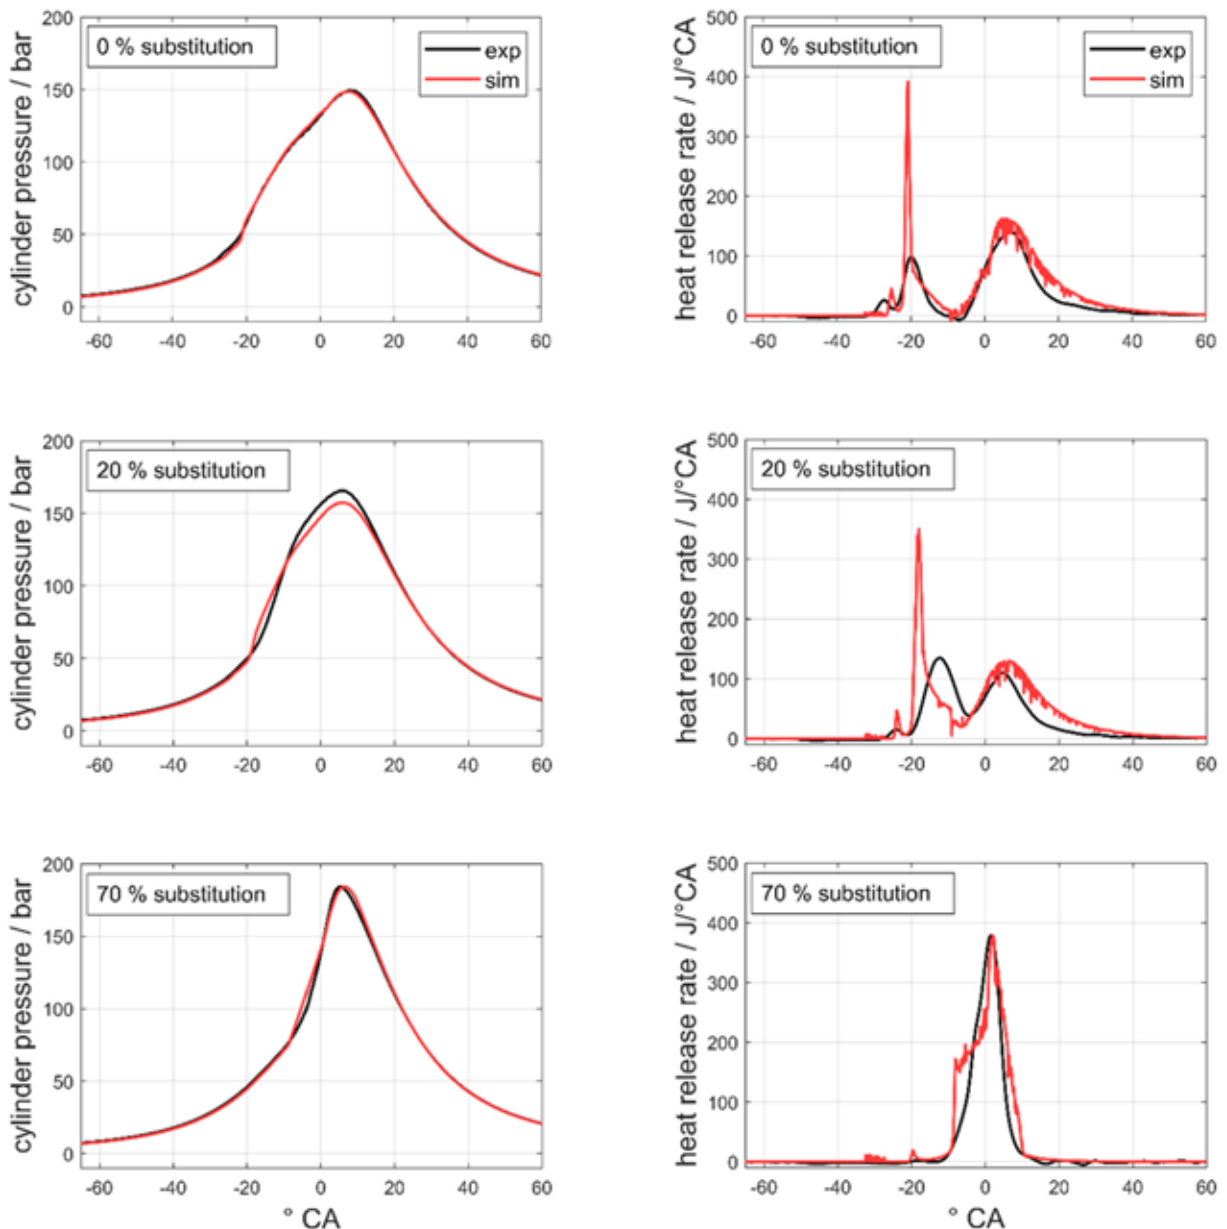 200
150
100
50
0
cylinder pressure / bar
0 % substitution
exp
sim
-60 -40 -20 0 20 40 60
500
400
300
200
100
0
heat release rate / J/°CA
0 % substitution
exp
sim
-60 -40 -20 0 20 40 60
200
150
100
50
0
cylinder pressure / bar
20 % substitution
-60 -40 -20 0 20 40 60
500
400
300
200
100
0
heat release rate / J/°CA
20 % substitution
-60 -40 -20 0 20 40 60
200
150
100
50
0
cylinder pressure / bar
70 % substitution
-60 -40 -20 0 20 40 60
° CA
500
400
300
200
100
0
heat release rate / J/°CA
70 % substitution
-60 -40 -20 0 20 40 60
° CA